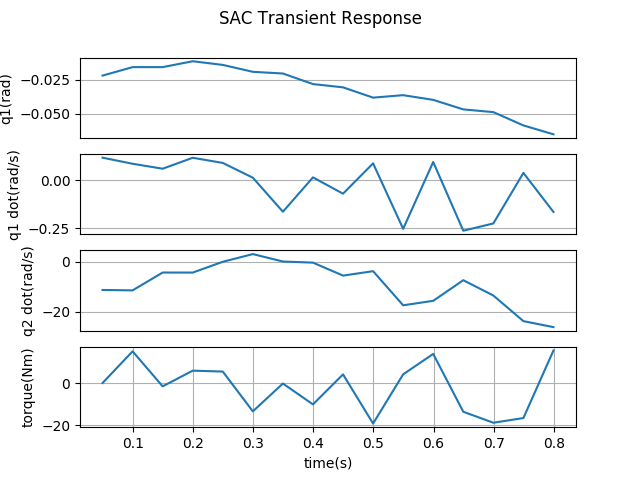 SAC Transient Response
q1(rad)
−0.025
−0.050
q1 dot(rad/s)
0.00
−0.25
q2 dot(rad/s)
0
−20
torque(Nm)
0
−20
0.1 0.2 0.3 0.4 0.5 0.6 0.7 0.8
time(s)